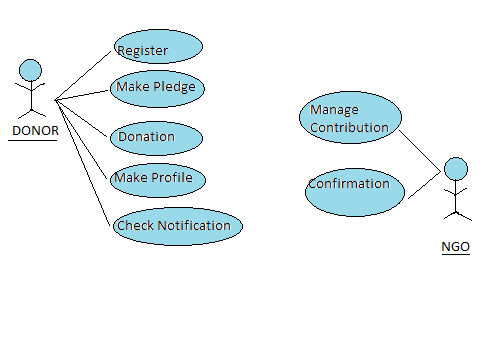 Register
Make Pledge
DONOR
Donation
Make Profile
Check Notification
Manage
Contribution
Confirmation
NGO